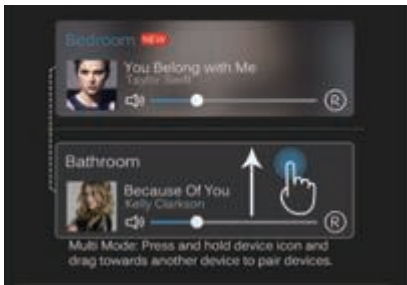 Bedroom NEW
You Belong with Me
Taylor Swift
R
Bathroom
Because Of You
Kelly Clarkson
R
Multi Mode: Press and hold device icon and
drag towards another device to pair devices.